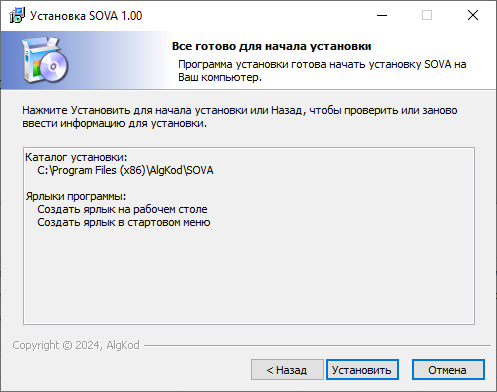 Установка SOVA 1.00
Все готово для начала установки
Программа установки готова начать установку SOVA на
Ваш компьютер.
Нажмите Установить для начала установки или Назад, чтобы проверить или заново
ввести информацию для установки.
Каталог установки:
C:\Program Files (x86)\AlgKod\SOVA
Ярлыки программы:
Создать ярлык на рабочем столе
Создать ярлык в стартовом меню
Copyright © 2024, AlgKod
< Назад
Установить
Отмена